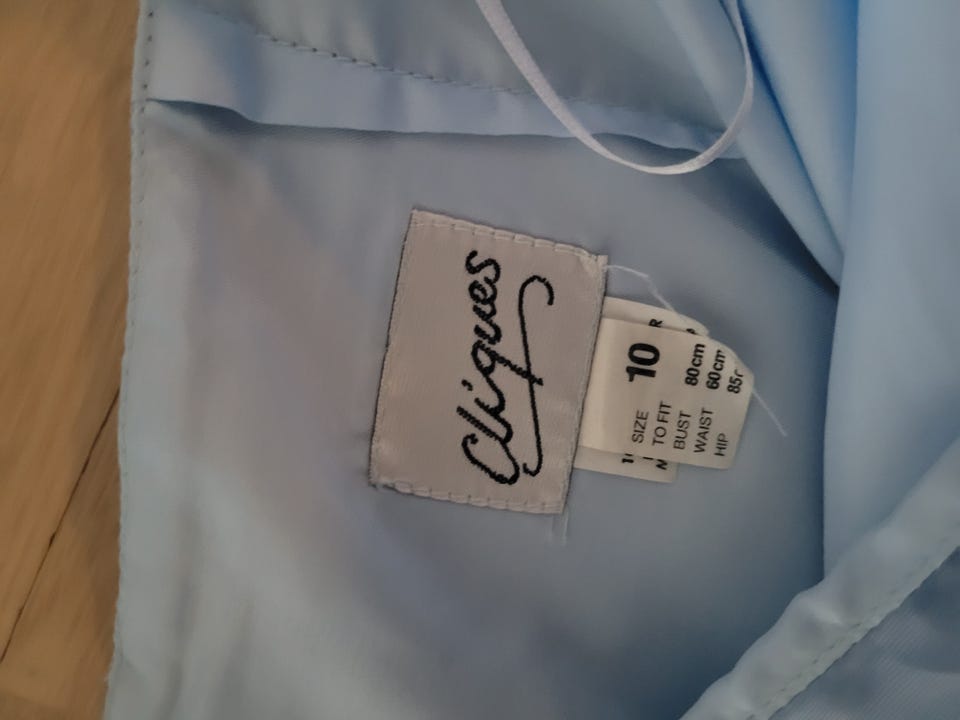 Cliques
SIZE 10
TO FIT
BUST 80cm
WAIST 60cm
HIP